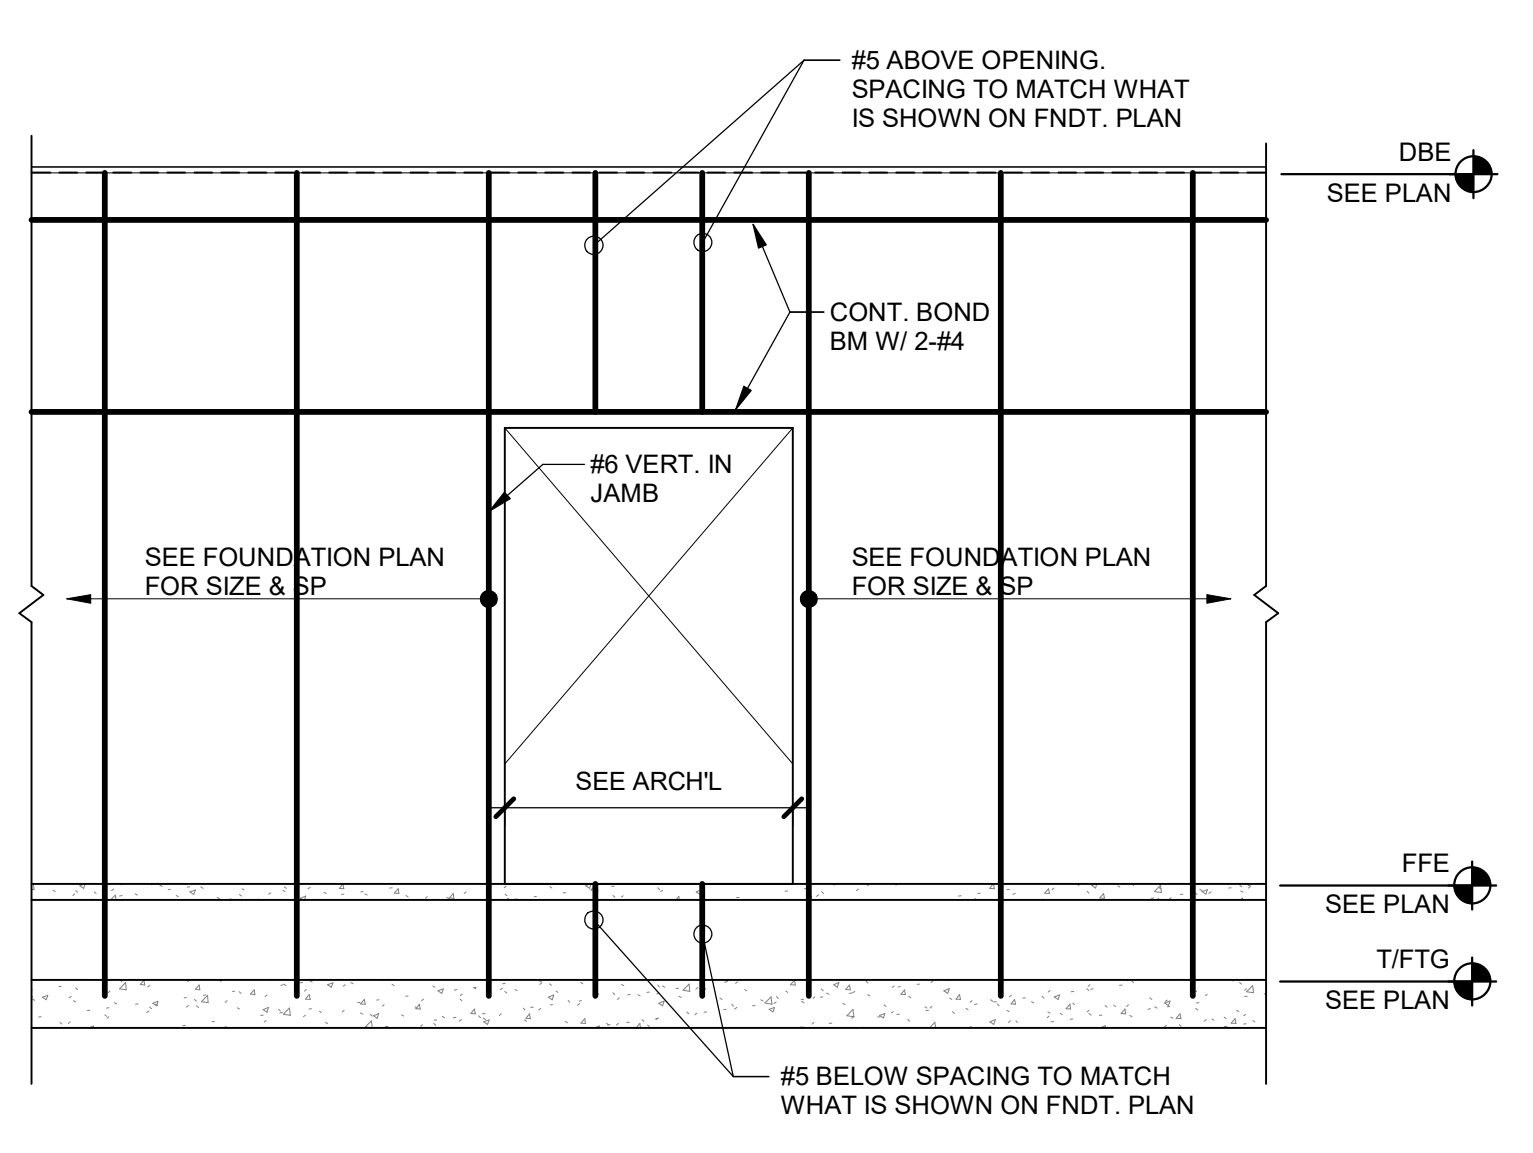 #5 ABOVE OPENING.
SPACING TO MATCH WHAT
IS SHOWN ON FNDT. PLAN
DBE
SEE PLAN
CONT. BOND
BM W/ 2-#4
#6 VERT. IN
JAMB
SEE FOUNDATION PLAN
FOR SIZE & SP
SEE FOUNDATION PLAN
FOR SIZE & SP
SEE ARCH'L
FFE
SEE PLAN
T/FTG
SEE PLAN
#5 BELOW SPACING TO MATCH
WHAT IS SHOWN ON FNDT. PLAN